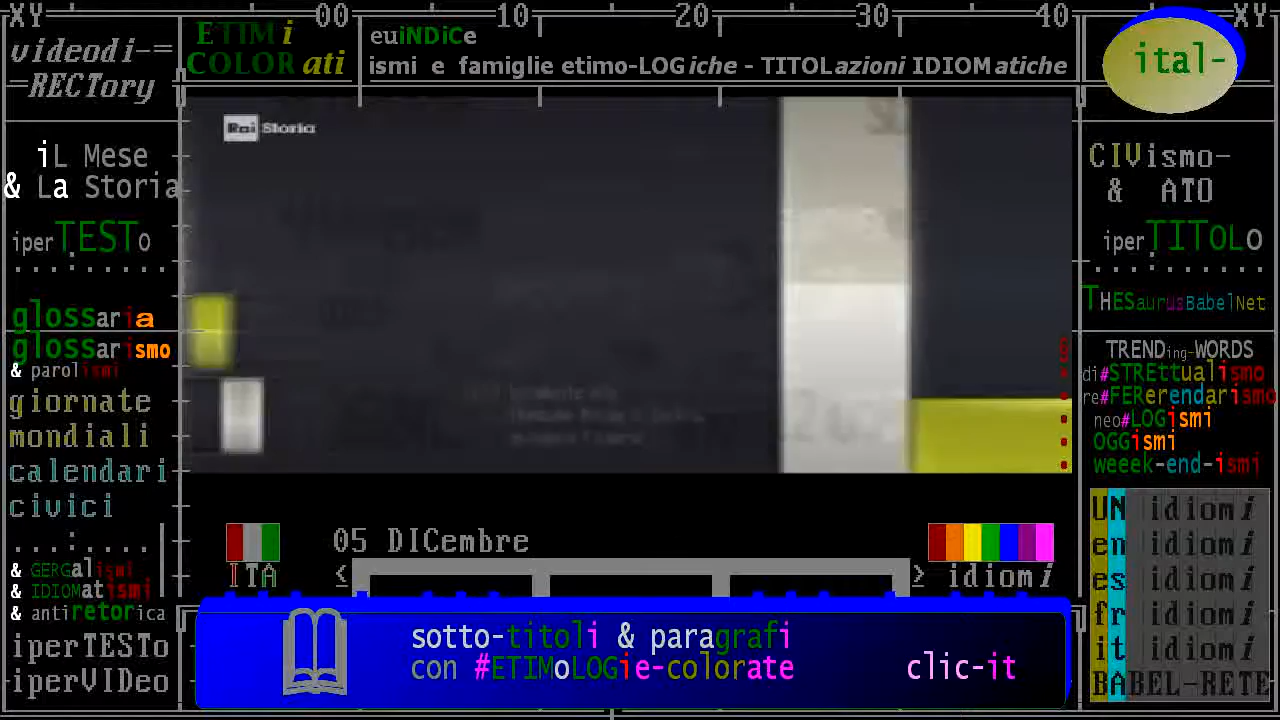 XY 00 10 20 30 40 XY
videodi-=
=RECTory
ETIMi
COLORati
euiNDiCe
ismi e famiglie etimo-LOGiche - TITOLazioni IDIOMatiche
ital-
Rai Storia
iL Mese
& La Storia
iperTESTo
...:.....
glossaria
glossarismo
& parolismi
giornate
mondiali
calendari
civici
...:....
& GERGalismi
& IDIOMatismi
& antiretorica
iperTESTo
iperVIDeo
CIVismo-
& ATO
iperTITOLO
....:......
THESaurusBabelNet
TRENDing-WORDS
di#STREttualismo
re#FERerendarismo
neo#LOGismi
OGGismi
weeek-end-ismi
UN idiomi
en idiomi
es idiomi
fr idiomi
it idiomi
BABEL-RETE
05 DICembre
ITA < > idiomi
sotto-titoli & paragrafi
con #ETIMoLOGie-colorate clic-it